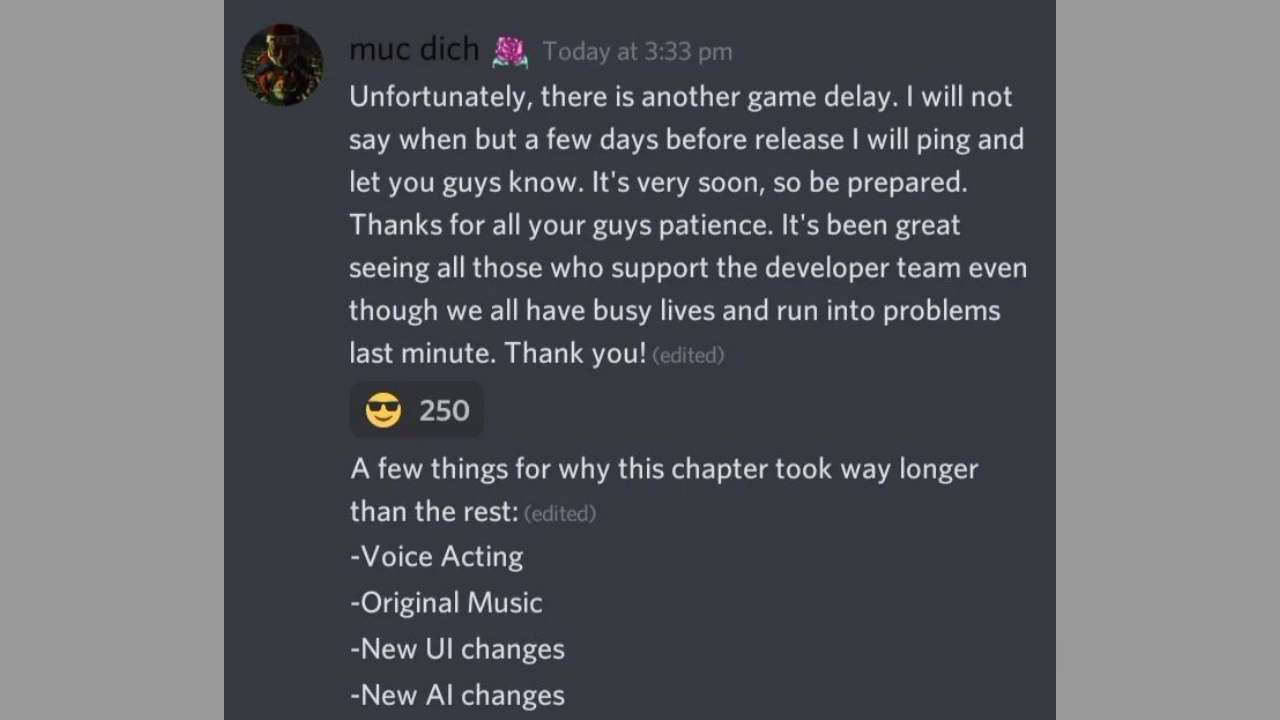 muc dich Today at 3:33 pm
Unfortunately, there is another game delay. I will not
say when but a few days before release I will ping and
let you guys know. It's very soon, so be prepared.
Thanks for all your guys patience. It's been great
seeing all those who support the developer team even
though we all have busy lives and run into problems
last minute. Thank you! (edited)
😎 250
A few things for why this chapter took way longer
than the rest: (edited)
-Voice Acting
-Original Music
-New UI changes
-New AI changes